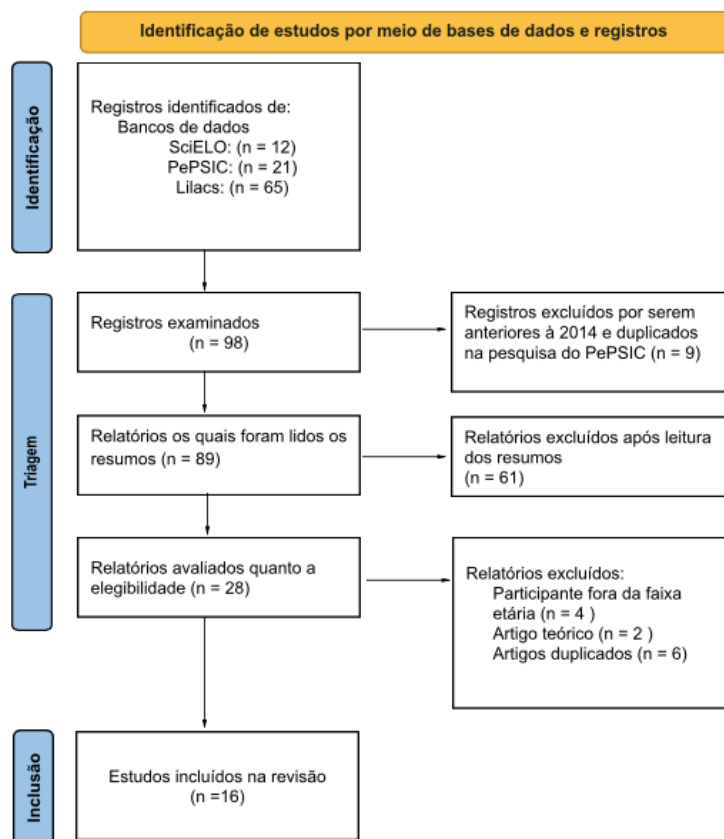 Identificação de estudos por meio de bases de dados e registros
Identificação
Registros identificados de:
Bancos de dados
SciELO: (n = 12)
PePSIC: (n = 21)
Lilacs: (n = 65)
Triagem
Registros examinados
(n = 98)
Registros excluídos por serem
anteriores à 2014 e duplicados
na pesquisa do PePSIC (n = 9)
Relatórios os quais foram lidos os
resumos (n = 89)
Relatórios excluídos após leitura
dos resumos
(n = 61)
Relatórios avaliados quanto a
elegibilidade (n = 28)
Relatórios excluídos:
Participante fora da faixa
etária (n = 4 )
Artigo teórico (n = 2 )
Artigos duplicados (n = 6)
Inclusão
Estudos incluídos na revisão
(n =16)